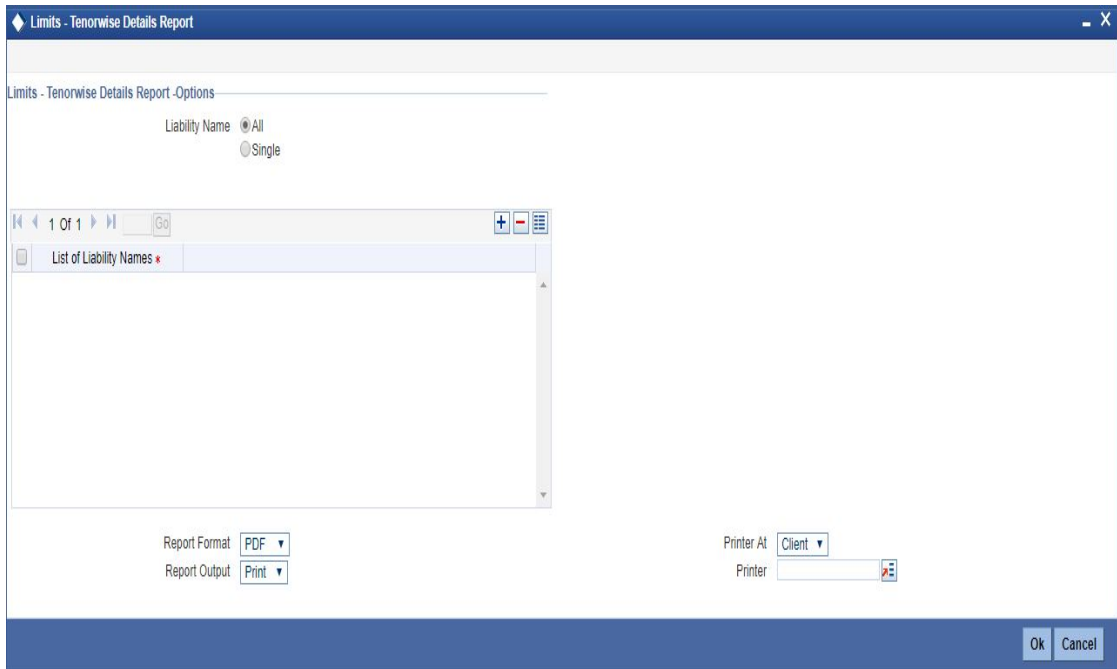 Limits - Tenorwise Details Report
X
Limits - Tenorwise Details Report -Options
Liability Name All
Single
1 Of 1 Go
List of Liability Names *
Report Format PDF
Report Output Print
Printer At Client
Printer
Ok Cancel